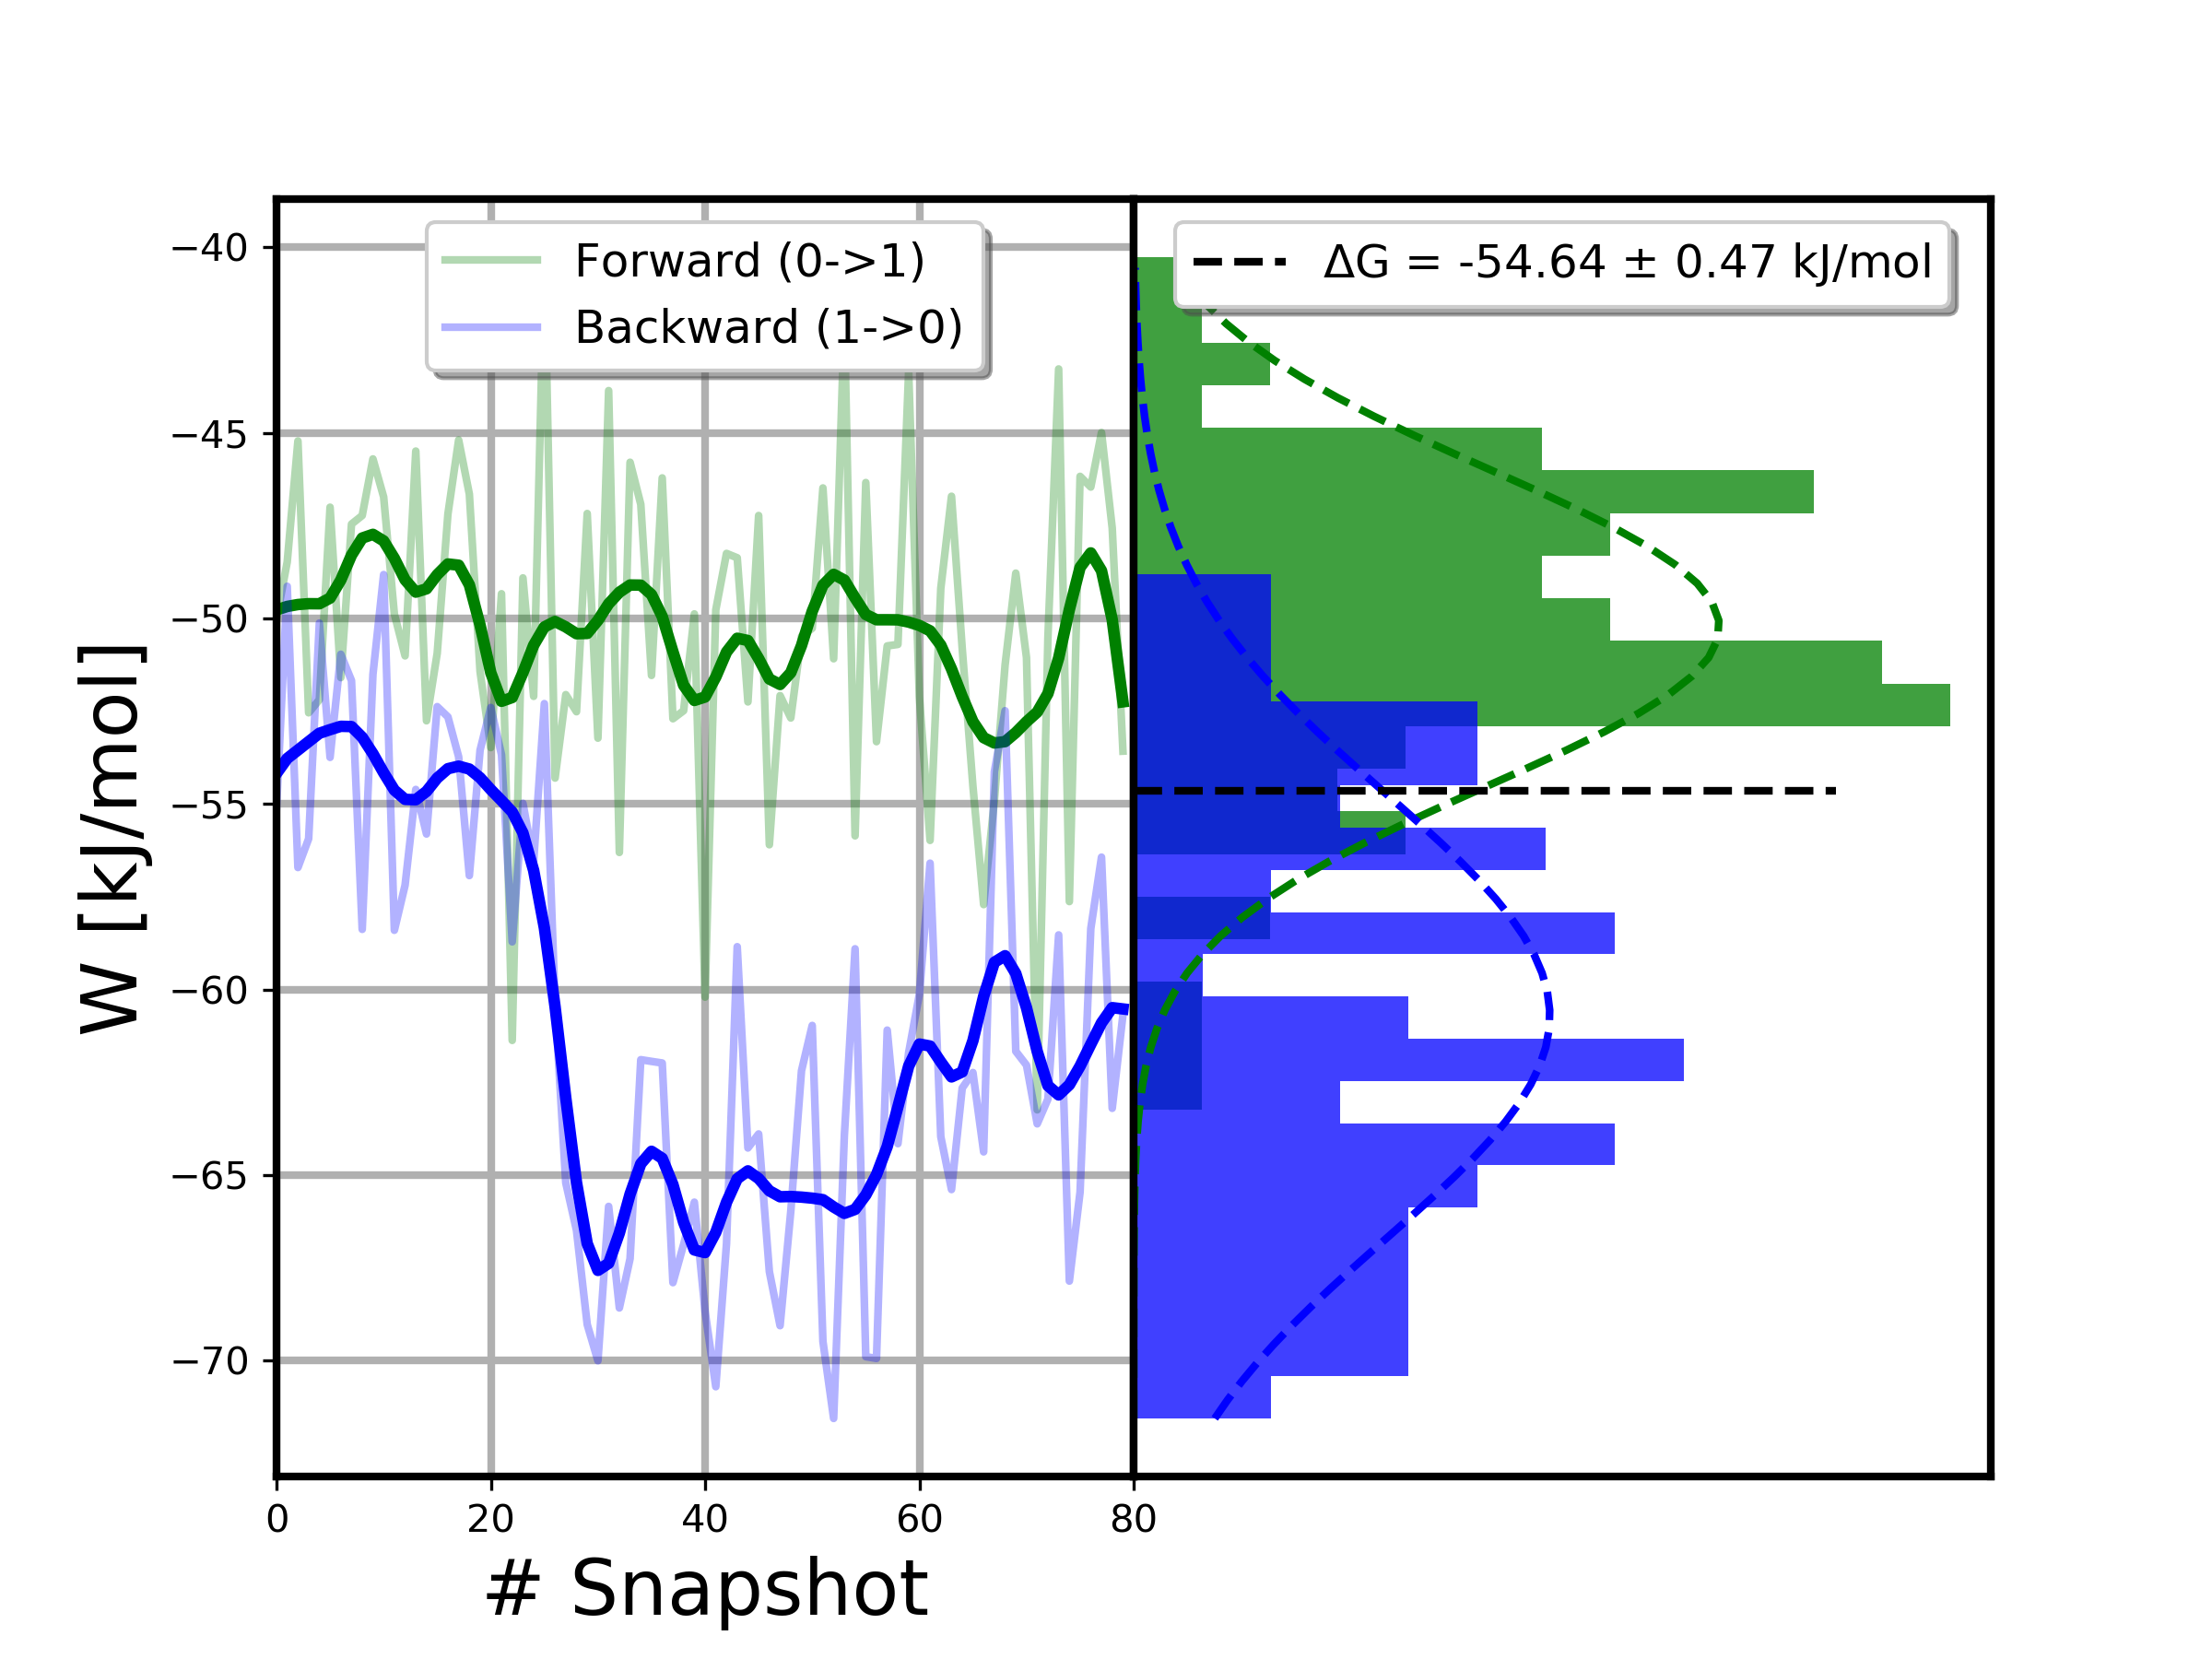 Forward (0->1)
Backward (1->0)
ΔG = -54.64 ± 0.47 kJ/mol
W [kJ/mol]
−40
−45
−50
−55
−60
−65
−70
0 20 40 60 80
# Snapshot